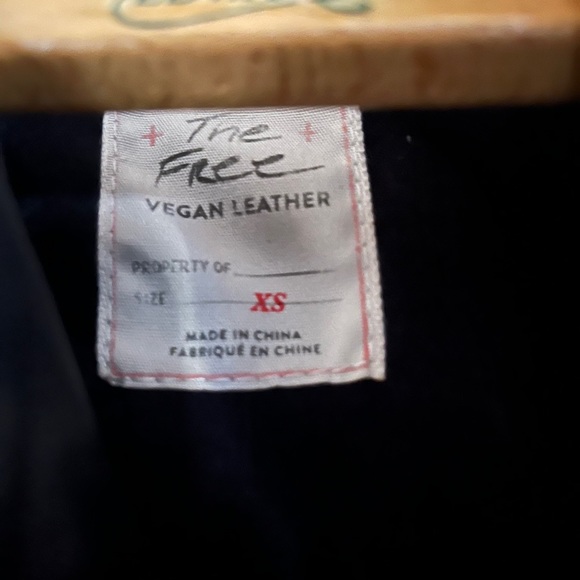 + The +
Free
VEGAN LEATHER
PROPERTY OF
SIZE XS
MADE IN CHINA
FABRIQUÉ EN CHINE